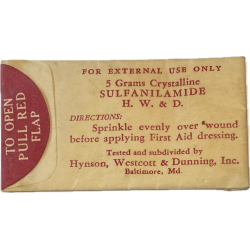 TO OPEN
PULL RED
FLAP
FOR EXTERNAL USE ONLY
5 Grams Crystalline
SULFANILAMIDE
H. W. & D.
DIRECTIONS:
Sprinkle evenly over wound
before applying First Aid dressing.
Tested and subdivided by
Hynson, Westcott & Dunning, Inc.
Baltimore, Md.